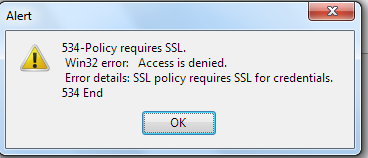 Alert
534-Policy requires SSL.
Win32 error:   Access is denied.
Error details: SSL policy requires SSL for credentials.
534 End
OK